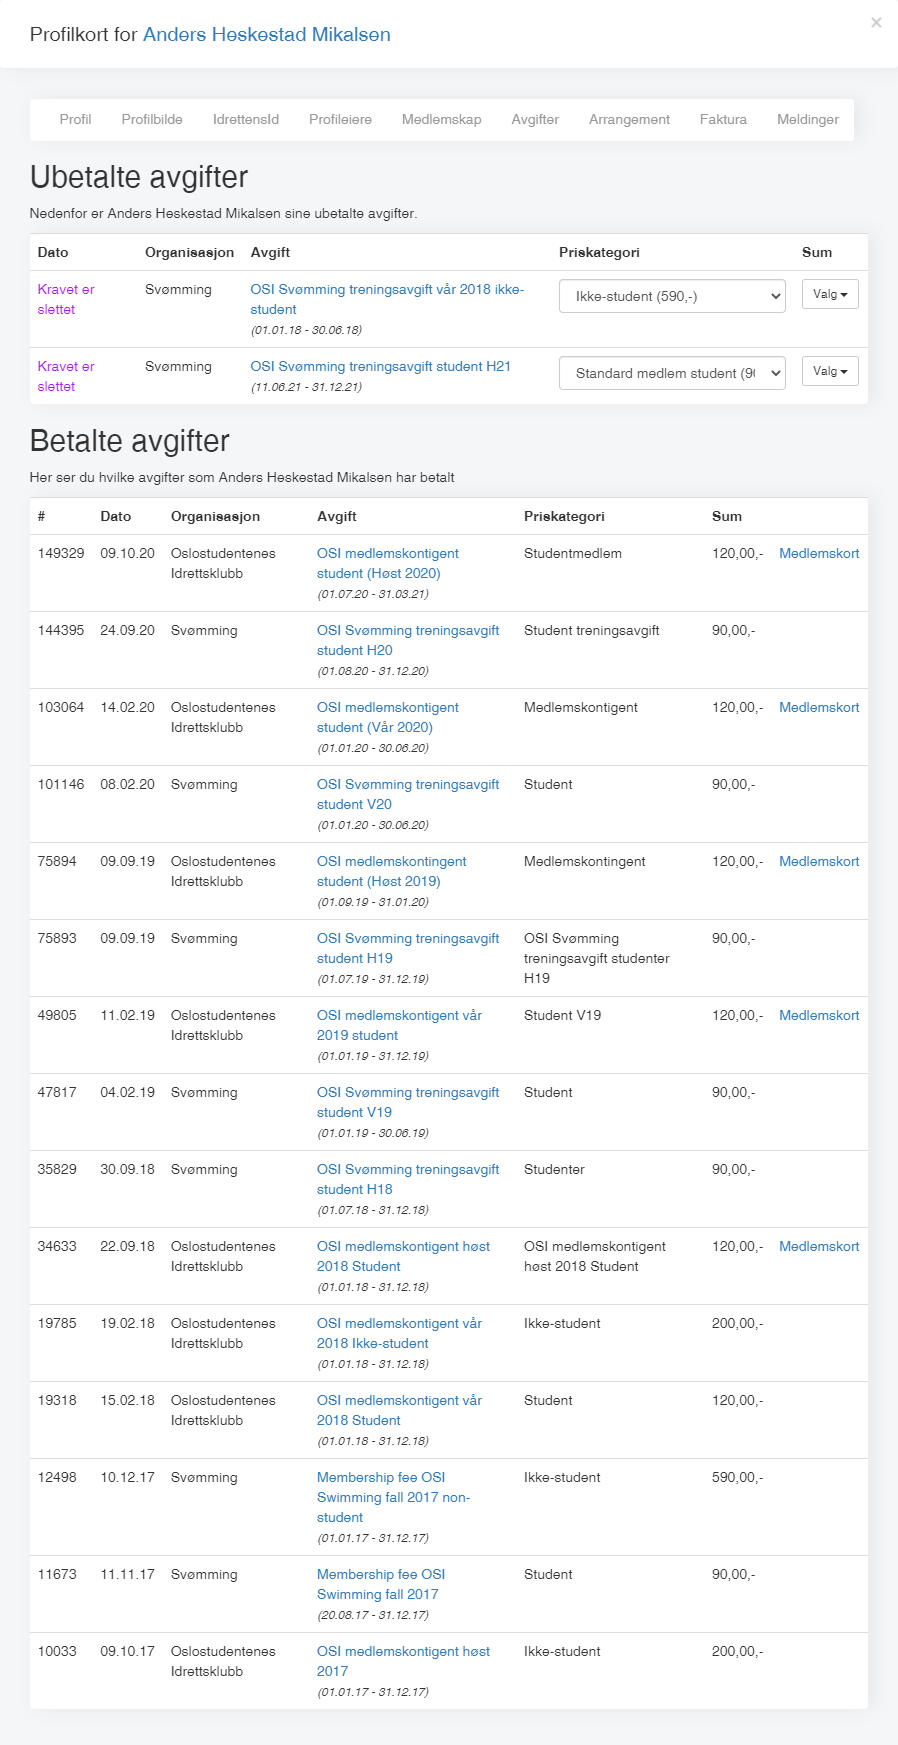 Profilkort for Anders Heskestad Mikalsen
×
Profil Profilbilde IdrettensId Profileiere Medlemskap Avgifter Arrangement Faktura Meldinger
Ubetalte avgifter
Nedenfor er Anders Heskestad Mikalsen sine ubetalte avgifter.
Dato Organisasjon Avgift Priskategori Sum
Kravet er Svømming OSI Svømming treningsavgift vår 2018 ikke- Ikke-student (590,-) Valg
slettet student
(01.01.18 - 30.06.18)
Kravet er Svømming OSI Svømming treningsavgift student H21 Standard medlem student (90 Valg
slettet (11.06.21 - 31.12.21)
Betalte avgifter
Her ser du hvilke avgifter som Anders Heskestad Mikalsen har betalt
# Dato Organisasjon Avgift Priskategori Sum
149329 09.10.20 Oslostudentenes OSI medlemskontigent Studentmedlem 120,00,- Medlemskort
Idrettsklubb student (Høst 2020)
(01.07.20 - 31.03.21)
144395 24.09.20 Svømming OSI Svømming treningsavgift Student treningsavgift 90,00,-
student H20
(01.08.20 - 31.12.20)
103064 14.02.20 Oslostudentenes OSI medlemskontigent Medlemskontigent 120,00,- Medlemskort
Idrettsklubb student (Vår 2020)
(01.01.20 - 30.06.20)
101146 08.02.20 Svømming OSI Svømming treningsavgift Student 90,00,-
student V20
(01.01.20 - 30.06.20)
75894 09.09.19 Oslostudentenes OSI medlemskontingent Medlemskontingent 120,00,- Medlemskort
Idrettsklubb student (Høst 2019)
(01.09.19 - 31.01.20)
75893 09.09.19 Svømming OSI Svømming treningsavgift OSI Svømming 90,00,-
student H19 treningsavgift studenter
(01.07.19 - 31.12.19) H19
49805 11.02.19 Oslostudentenes OSI medlemskontigent vår Student V19 120,00,- Medlemskort
Idrettsklubb 2019 student
(01.01.19 - 31.12.19)
47817 04.02.19 Svømming OSI Svømming treningsavgift Student 90,00,-
student V19
(01.01.19 - 30.06.19)
35829 30.09.18 Svømming OSI Svømming treningsavgift Studenter 90,00,-
student H18
(01.07.18 - 31.12.18)
34633 22.09.18 Oslostudentenes OSI medlemskontigent høst OSI medlemskontigent 120,00,- Medlemskort
Idrettsklubb 2018 Student høst 2018 Student
(01.01.18 - 31.12.18)
19785 19.02.18 Oslostudentenes OSI medlemskontigent vår Ikke-student 200,00,-
Idrettsklubb 2018 Ikke-student
(01.01.18 - 31.12.18)
19318 15.02.18 Oslostudentenes OSI medlemskontigent vår Student 120,00,-
Idrettsklubb 2018 Student
(01.01.18 - 31.12.18)
12498 10.12.17 Svømming Membership fee OSI Ikke-student 590,00,-
Swimming fall 2017 non-
student
(01.01.17 - 31.12.17)
11673 11.11.17 Svømming Membership fee OSI Student 90,00,-
Swimming fall 2017
(20.08.17 - 31.12.17)
10033 09.10.17 Oslostudentenes OSI medlemskontigent høst Ikke-student 200,00,-
Idrettsklubb 2017
(01.01.17 - 31.12.17)